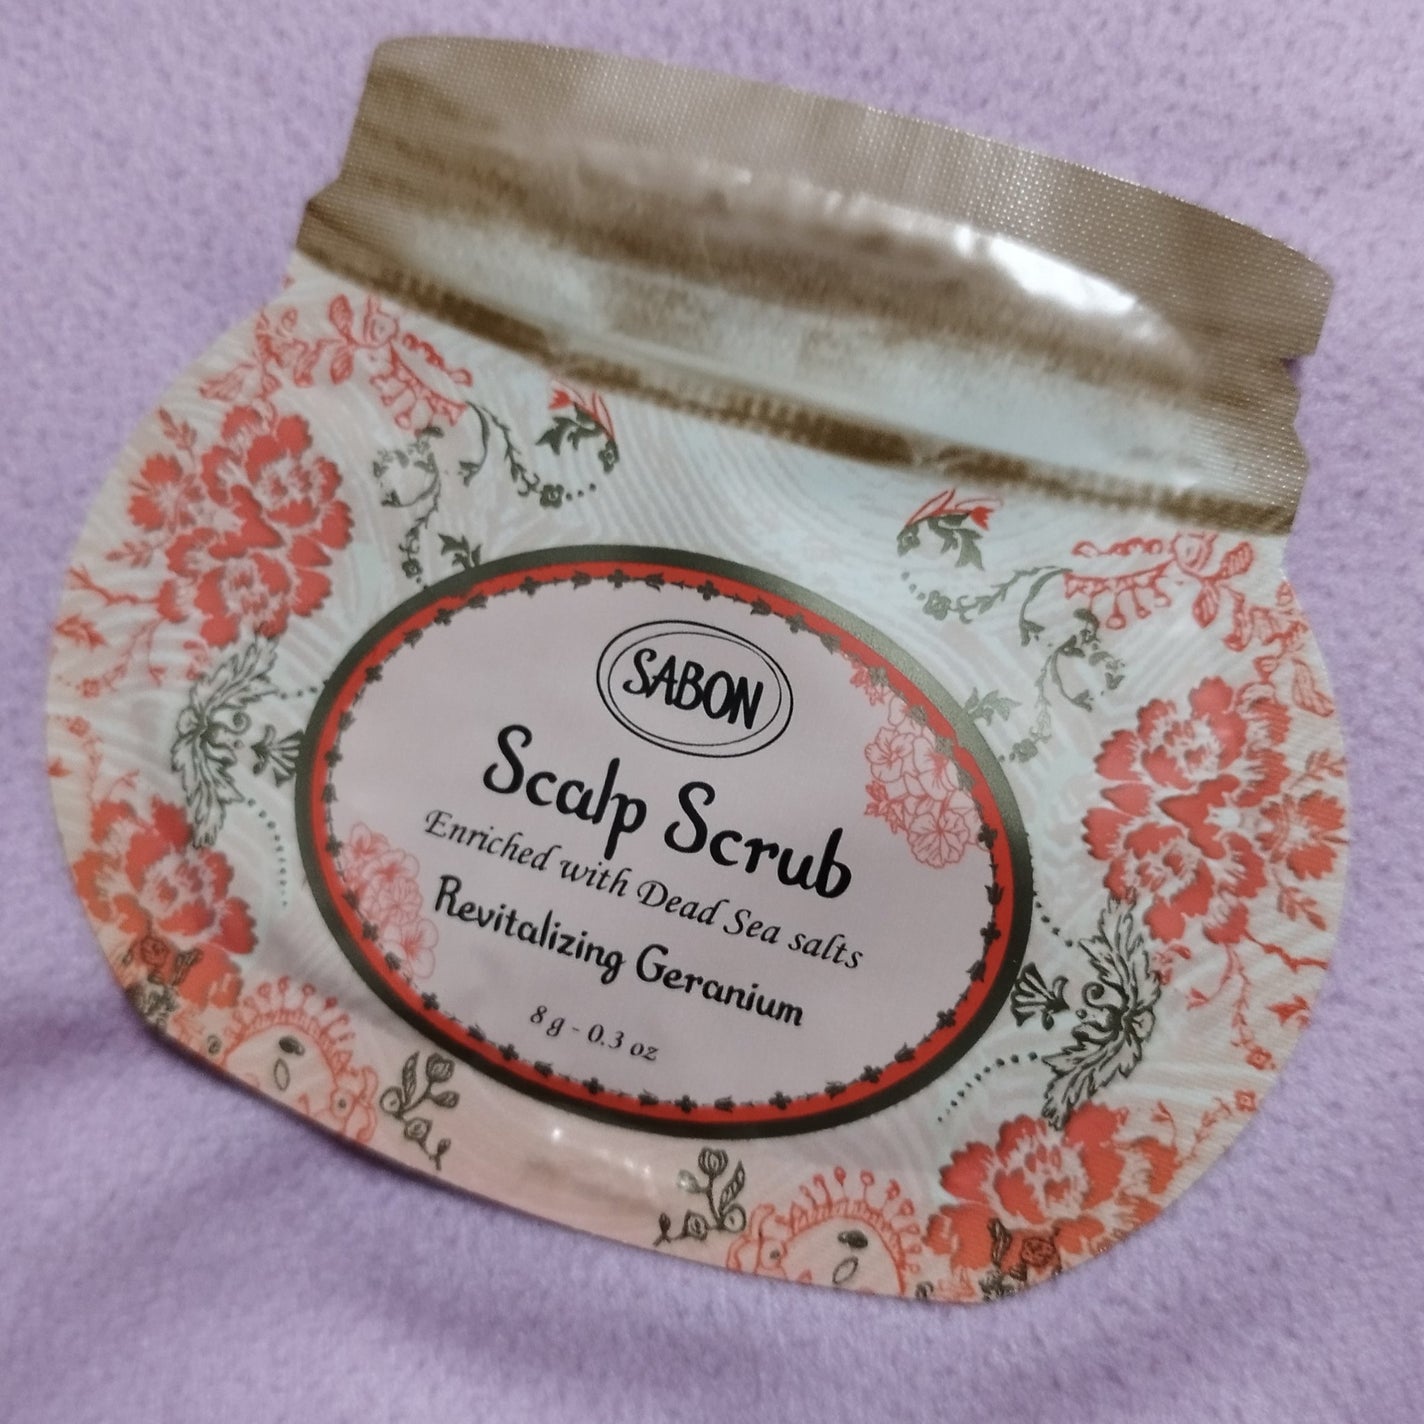 SABON
Scalp Scrub
Enriched with Dead Sea salts
Revitalizing Geranium
8 g - 0.3 oz